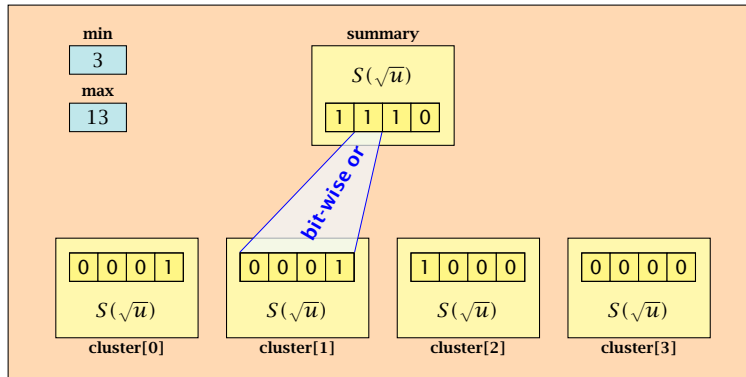 min
3
max
13
summary
S(√u)
1 1 1 0
bit-wise or
0 0 0 1
S(√u)
cluster[0]
0 0 0 1
S(√u)
cluster[1]
1 0 0 0
S(√u)
cluster[2]
0 0 0 0
S(√u)
cluster[3]